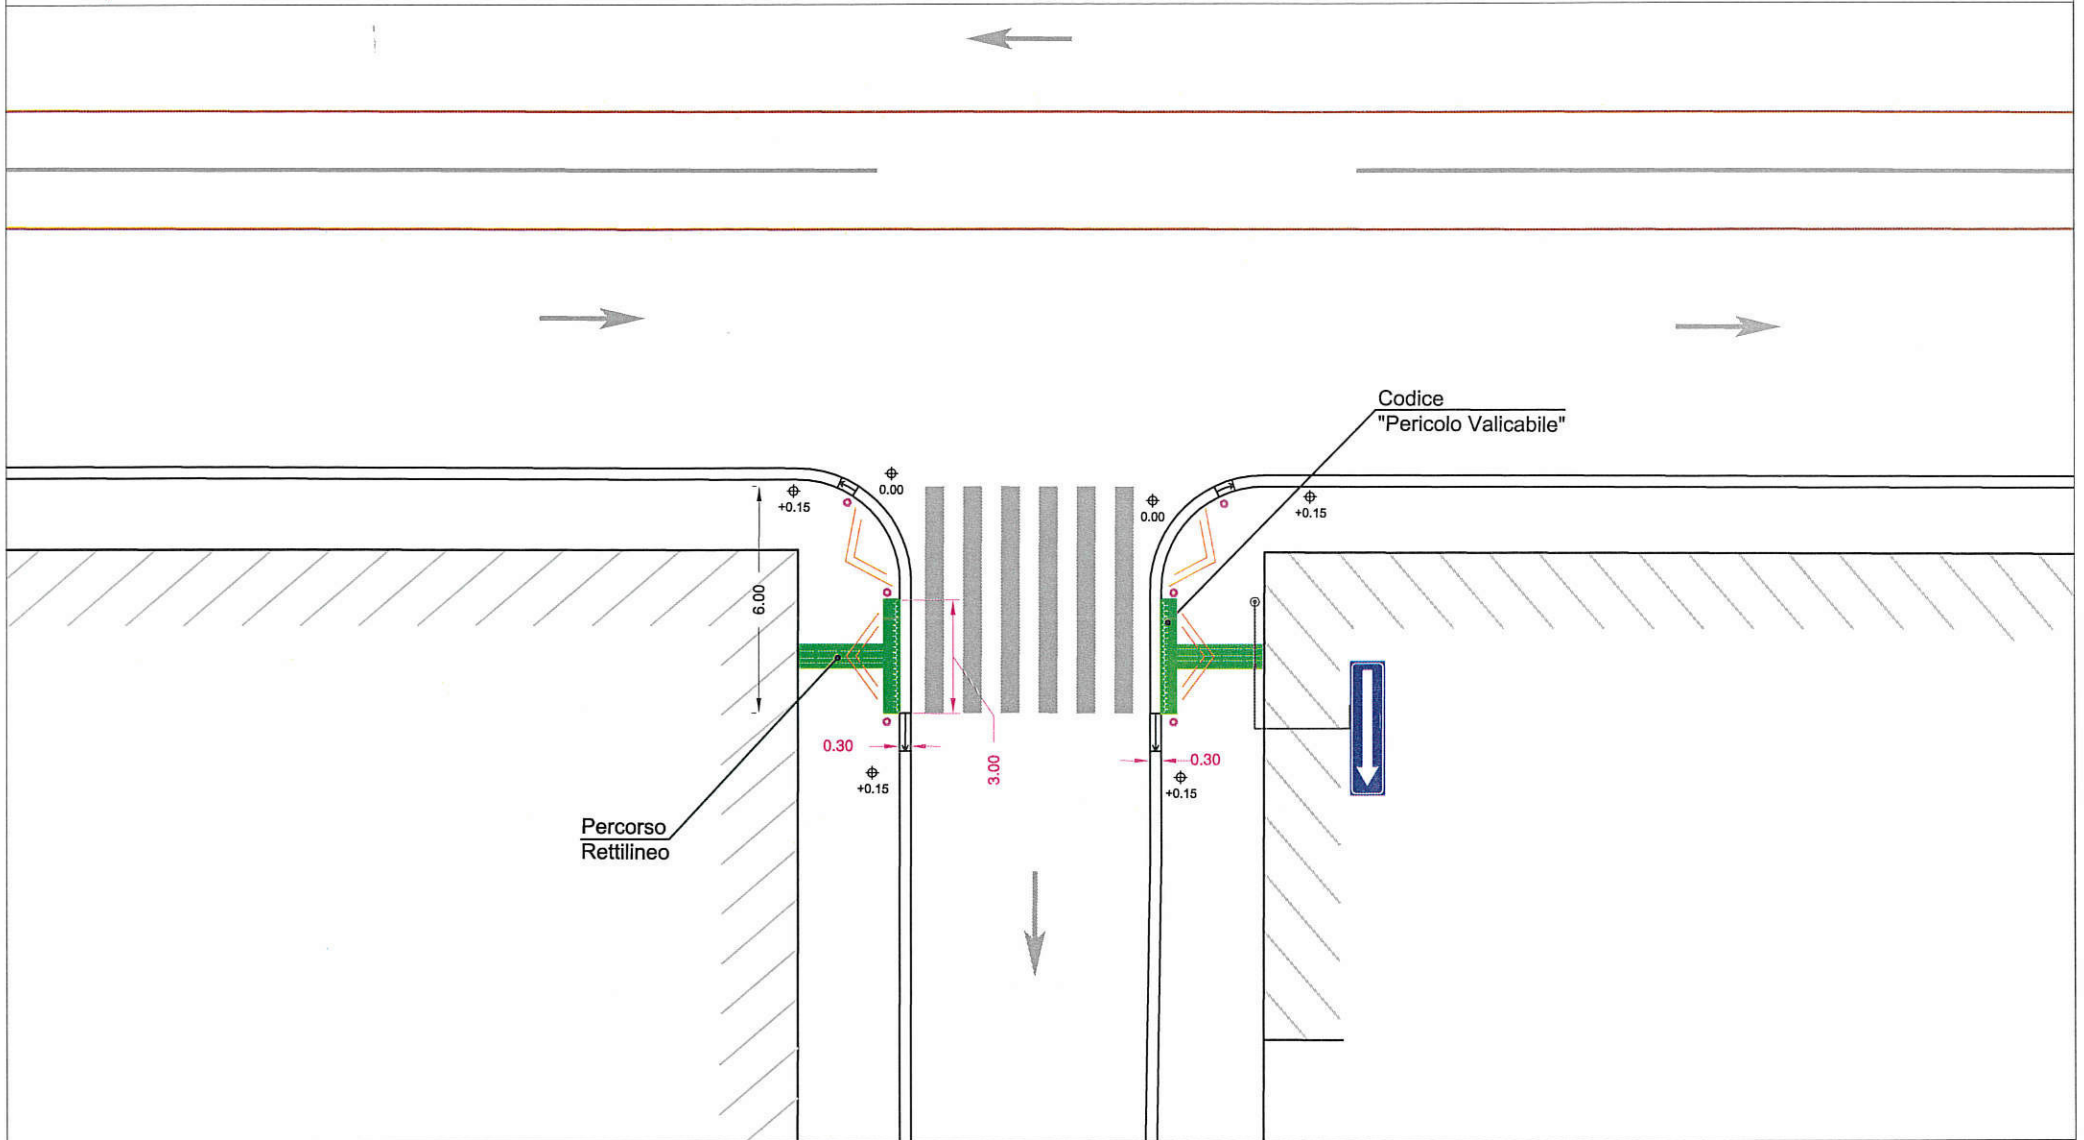 Codice
"Pericolo Valicabile"
0.00
+0.15
0.00
+0.15
6.00
0.30
3.00
0.30
+0.15
+0.15
Percorso
Rettilineo